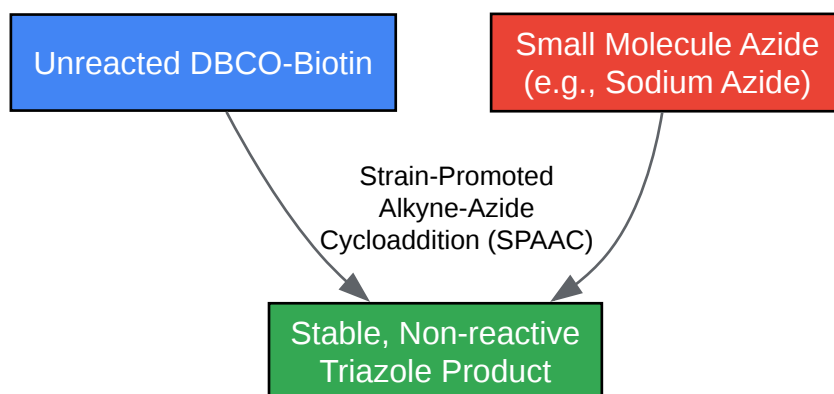 Unreacted DBCO-Biotin
Small Molecule Azide
(e.g., Sodium Azide)
Strain-Promoted
Alkyne-Azide
Cycloaddition (SPAAC)
Stable, Non-reactive
Triazole Product